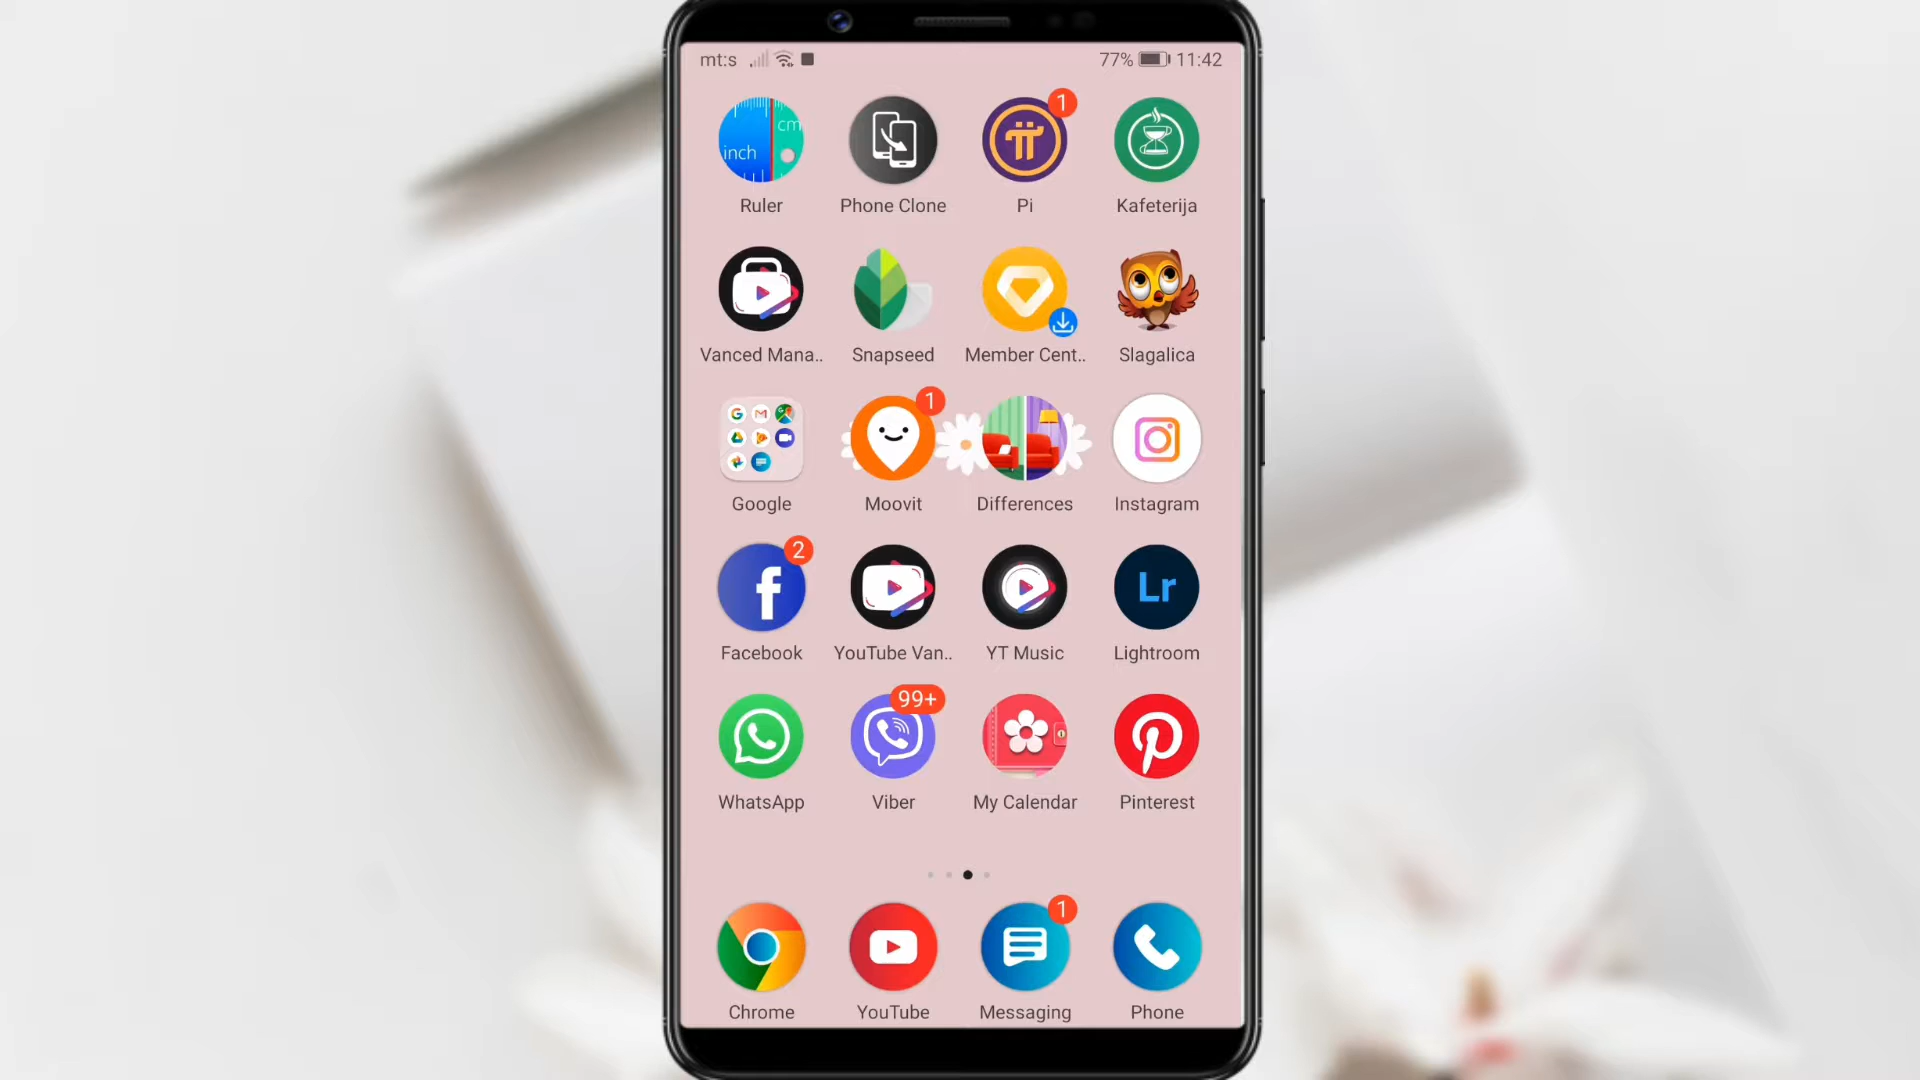 mt:s 77% 11:42
cm
inch
1
Ruler Phone Clone Pi Kafeterija
Vanced Mana.. Snapseed Member Cent.. Slagalica
1
Google Moovit Differences Instagram
2
f Lr
Facebook YouTube Van.. YT Music Lightroom
99+
WhatsApp Viber My Calendar Pinterest
1
Chrome YouTube Messaging Phone